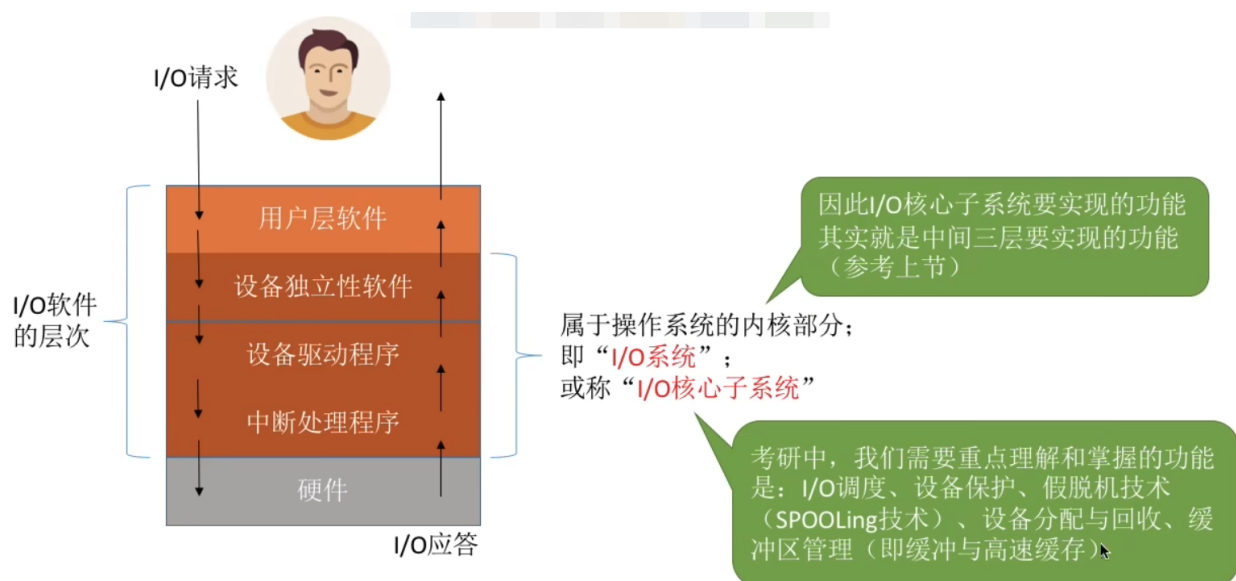 I/O请求
用户层软件
设备独立性软件
设备驱动程序
中断处理程序
硬件
I/O应答
I/O软件
的层次
属于操作系统的内核部分；
即“I/O系统”；
或称“I/O核心子系统”
因此I/O核心子系统要实现的功能
其实就是中间三层要实现的功能
（参考上节）
考研中，我们需要重点理解和掌握的功能
是：I/O调度、设备保护、假脱机技术
（SPOOLing技术）、设备分配与回收、缓
冲区管理（即缓冲与高速缓存）